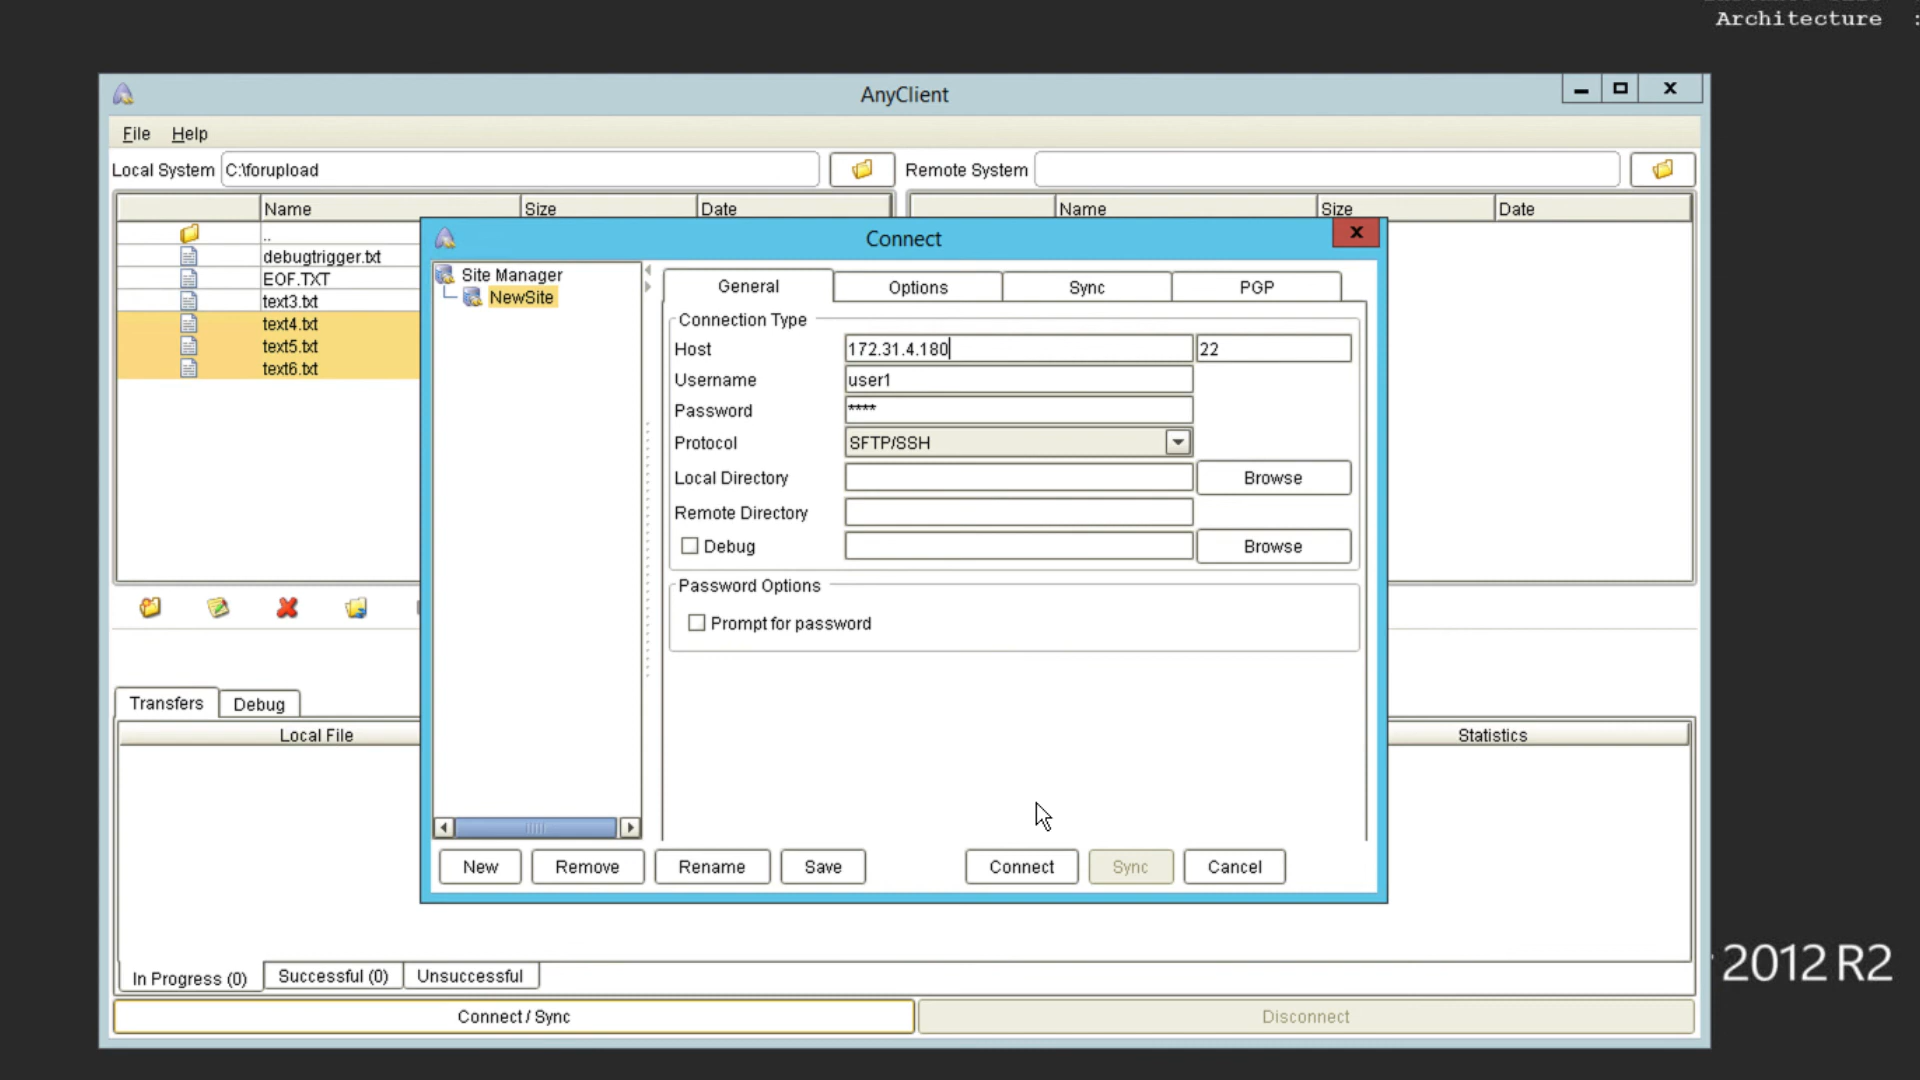 Architecture :
AnyClient
File Help
Local System C:\forupload Remote System
Name Size Date Name Size Date
..
debugtrigger.txt
EOF.TXT
text3.txt
text4.txt
text5.txt
text6.txt
Connect
Site Manager
NewSite
General Options Sync PGP
Connection Type
Host 172.31.4.180 22
Username user1
Password ****
Protocol SFTP/SSH
Local Directory Browse
Remote Directory
Debug Browse
Password Options
Prompt for password
New Remove Rename Save Connect Sync Cancel
Transfers Debug
Local File Statistics
In Progress (0) Successful (0) Unsuccessful
Connect / Sync Disconnect
2012 R2